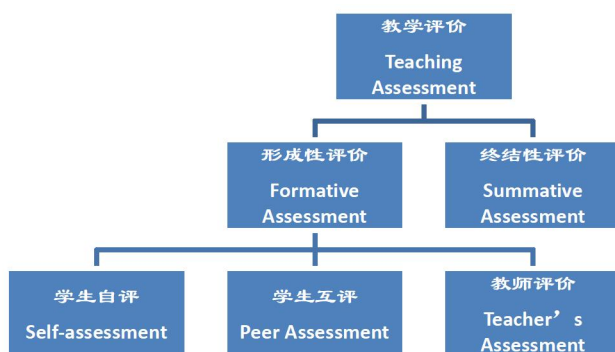 教学评价
Teaching
Assessment
形成性评价
Formative
Assessment
终结性评价
Summative
Assessment
学生自评
Self-assessment
学生互评
Peer Assessment
教师评价
Teacher’s
Assessment